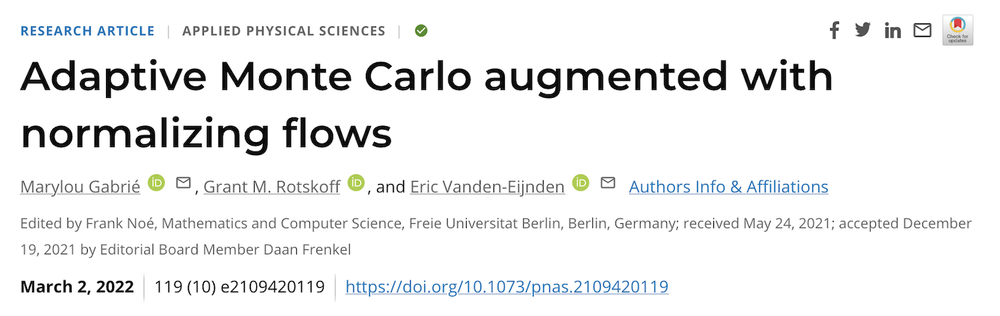 RESEARCH ARTICLE | APPLIED PHYSICAL SCIENCES |
Check for
updates
Adaptive Monte Carlo augmented with
normalizing flows
Marylou Gabrié iD , Grant M. Rotskoff iD , and Eric Vanden-Eijnden iD Authors Info & Affiliations
Edited by Frank Noé, Mathematics and Computer Science, Freie Universitat Berlin, Berlin, Germany; received May 24, 2021; accepted December
19, 2021 by Editorial Board Member Daan Frenkel
March 2, 2022 | 119 (10) e2109420119 | https://doi.org/10.1073/pnas.2109420119